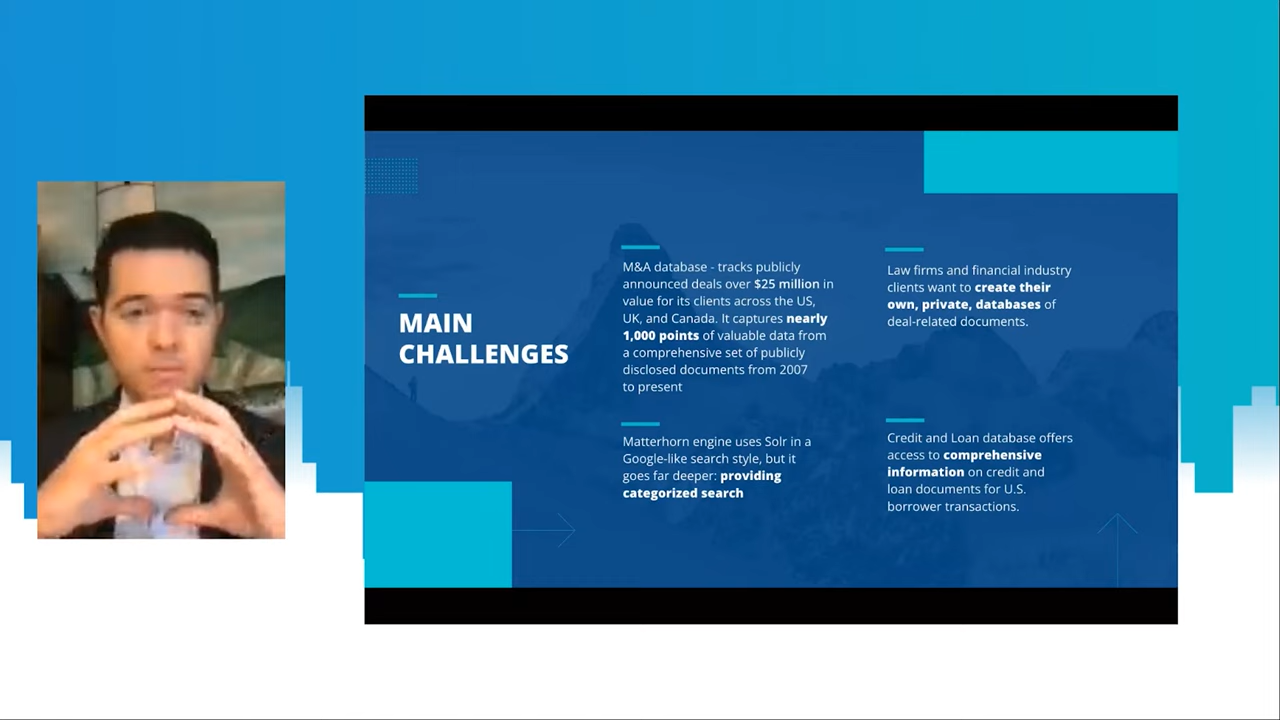 MAIN
CHALLENGES
M&A database - tracks publicly
announced deals over $25 million in
value for its clients across the US,
UK, and Canada. It captures nearly
1,000 points of valuable data from
a comprehensive set of publicly
disclosed documents from 2007
to present
Matterhorn engine uses Solr in a
Google-like search style, but it
goes far deeper: providing
categorized search
Law firms and financial industry
clients want to create their
own, private, databases of
deal-related documents.
Credit and Loan database offers
access to comprehensive
information on credit and
loan documents for U.S.
borrower transactions.